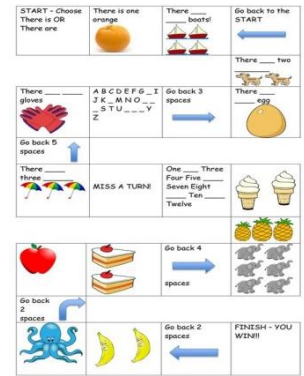 START - Choose
There is OR
There are
There is one
orange
There ___
___ boats!
Go back to the
START
There ___ two
There ___ ___
gloves
A B C D E F G _ I
J K _ M N O _ _
_ S T U _ _ _ Y
Z
Go back 3
spaces
There ___
___ egg
Go back 5
spaces
There ___
three ___
MISS A TURN!
One ___ Three
Four Five ___
Seven Eight
___ Ten ___
Twelve
Go back 4
spaces
Go back
2
spaces
Go back 2
spaces
FINISH - YOU
WIN!!!